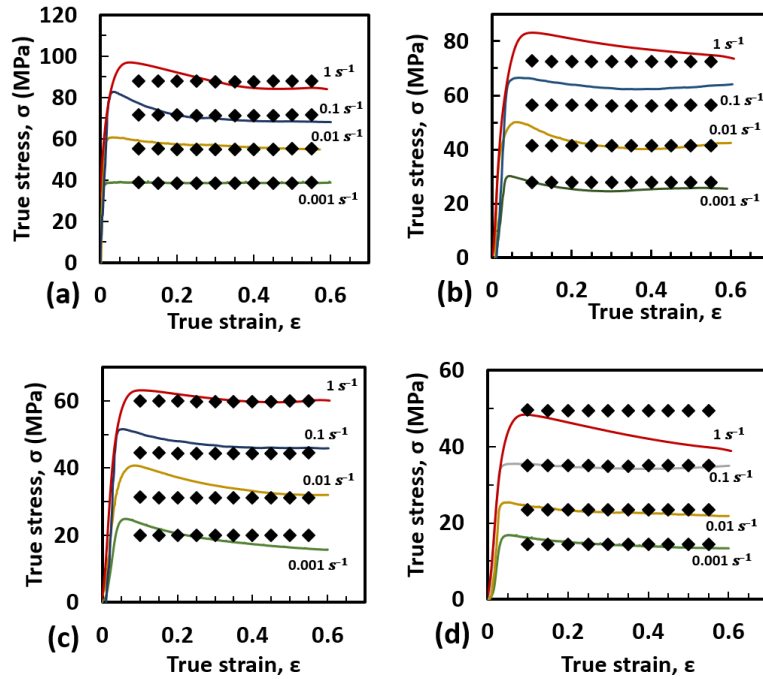 120
100
80
60
40
20
0
0
0.2
0.4
0.6
True stress, σ (MPa)
True strain, ε
1 s⁻¹
0.1 s⁻¹
0.01 s⁻¹
0.001 s⁻¹
(a)
80
60
40
20
0
0
0.2
0.4
0.6
True stress, σ (MPa)
True strain, ε
1 s⁻¹
0.1 s⁻¹
0.01 s⁻¹
0.001 s⁻¹
(b)
60
40
20
0
0
0.2
0.4
0.6
True stress, σ (MPa)
True strain, ε
1 s⁻¹
0.1 s⁻¹
0.01 s⁻¹
0.001 s⁻¹
(c)
60
40
20
0
0
0.2
0.4
0.6
True stress, σ (MPa)
True strain, ε
1 s⁻¹
0.1 s⁻¹
0.01 s⁻¹
0.001 s⁻¹
(d)